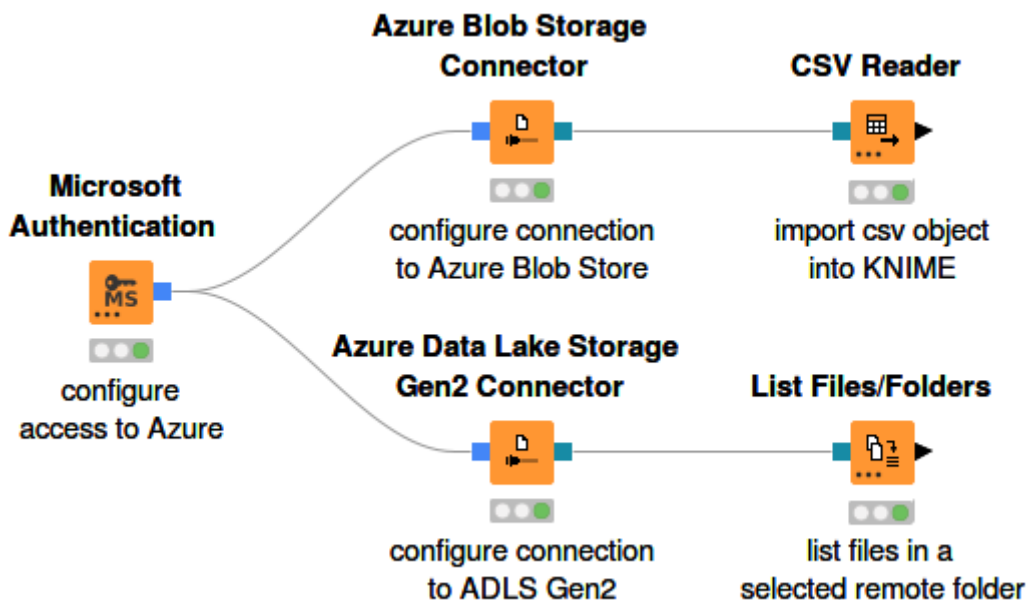 Azure Blob Storage
Connector
CSV Reader
configure connection
to Azure Blob Store
import csv object
into KNIME
Microsoft
Authentication
MS
configure
access to Azure
Azure Data Lake Storage
Gen2 Connector
List Files/Folders
configure connection
to ADLS Gen2
list files in a
selected remote folder